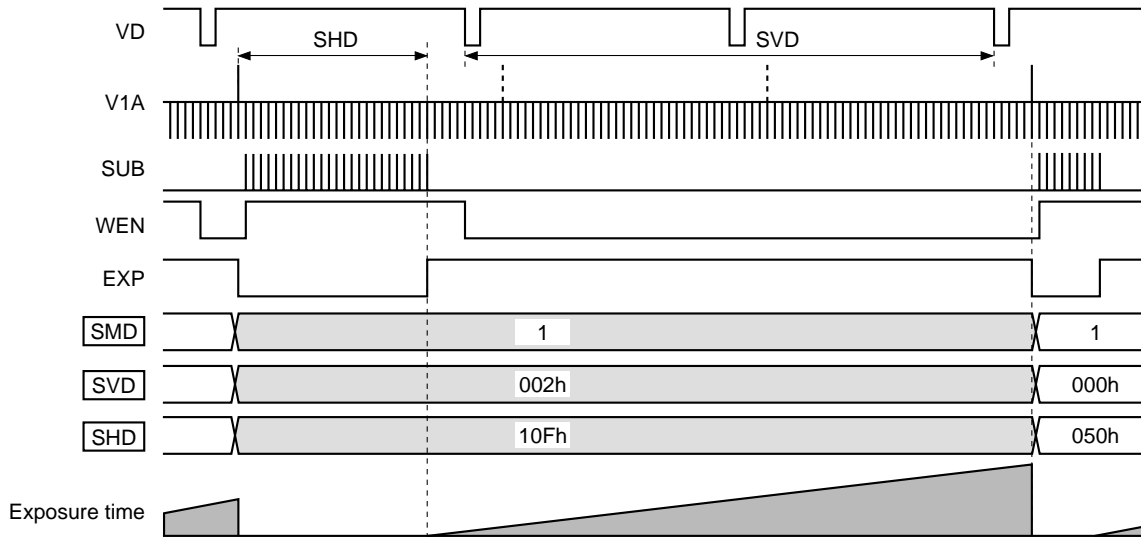 VD
SHD
SVD
V1A
SUB
WEN
EXP
SMD 1 1
SVD 002h 000h
SHD 10Fh 050h
Exposure time